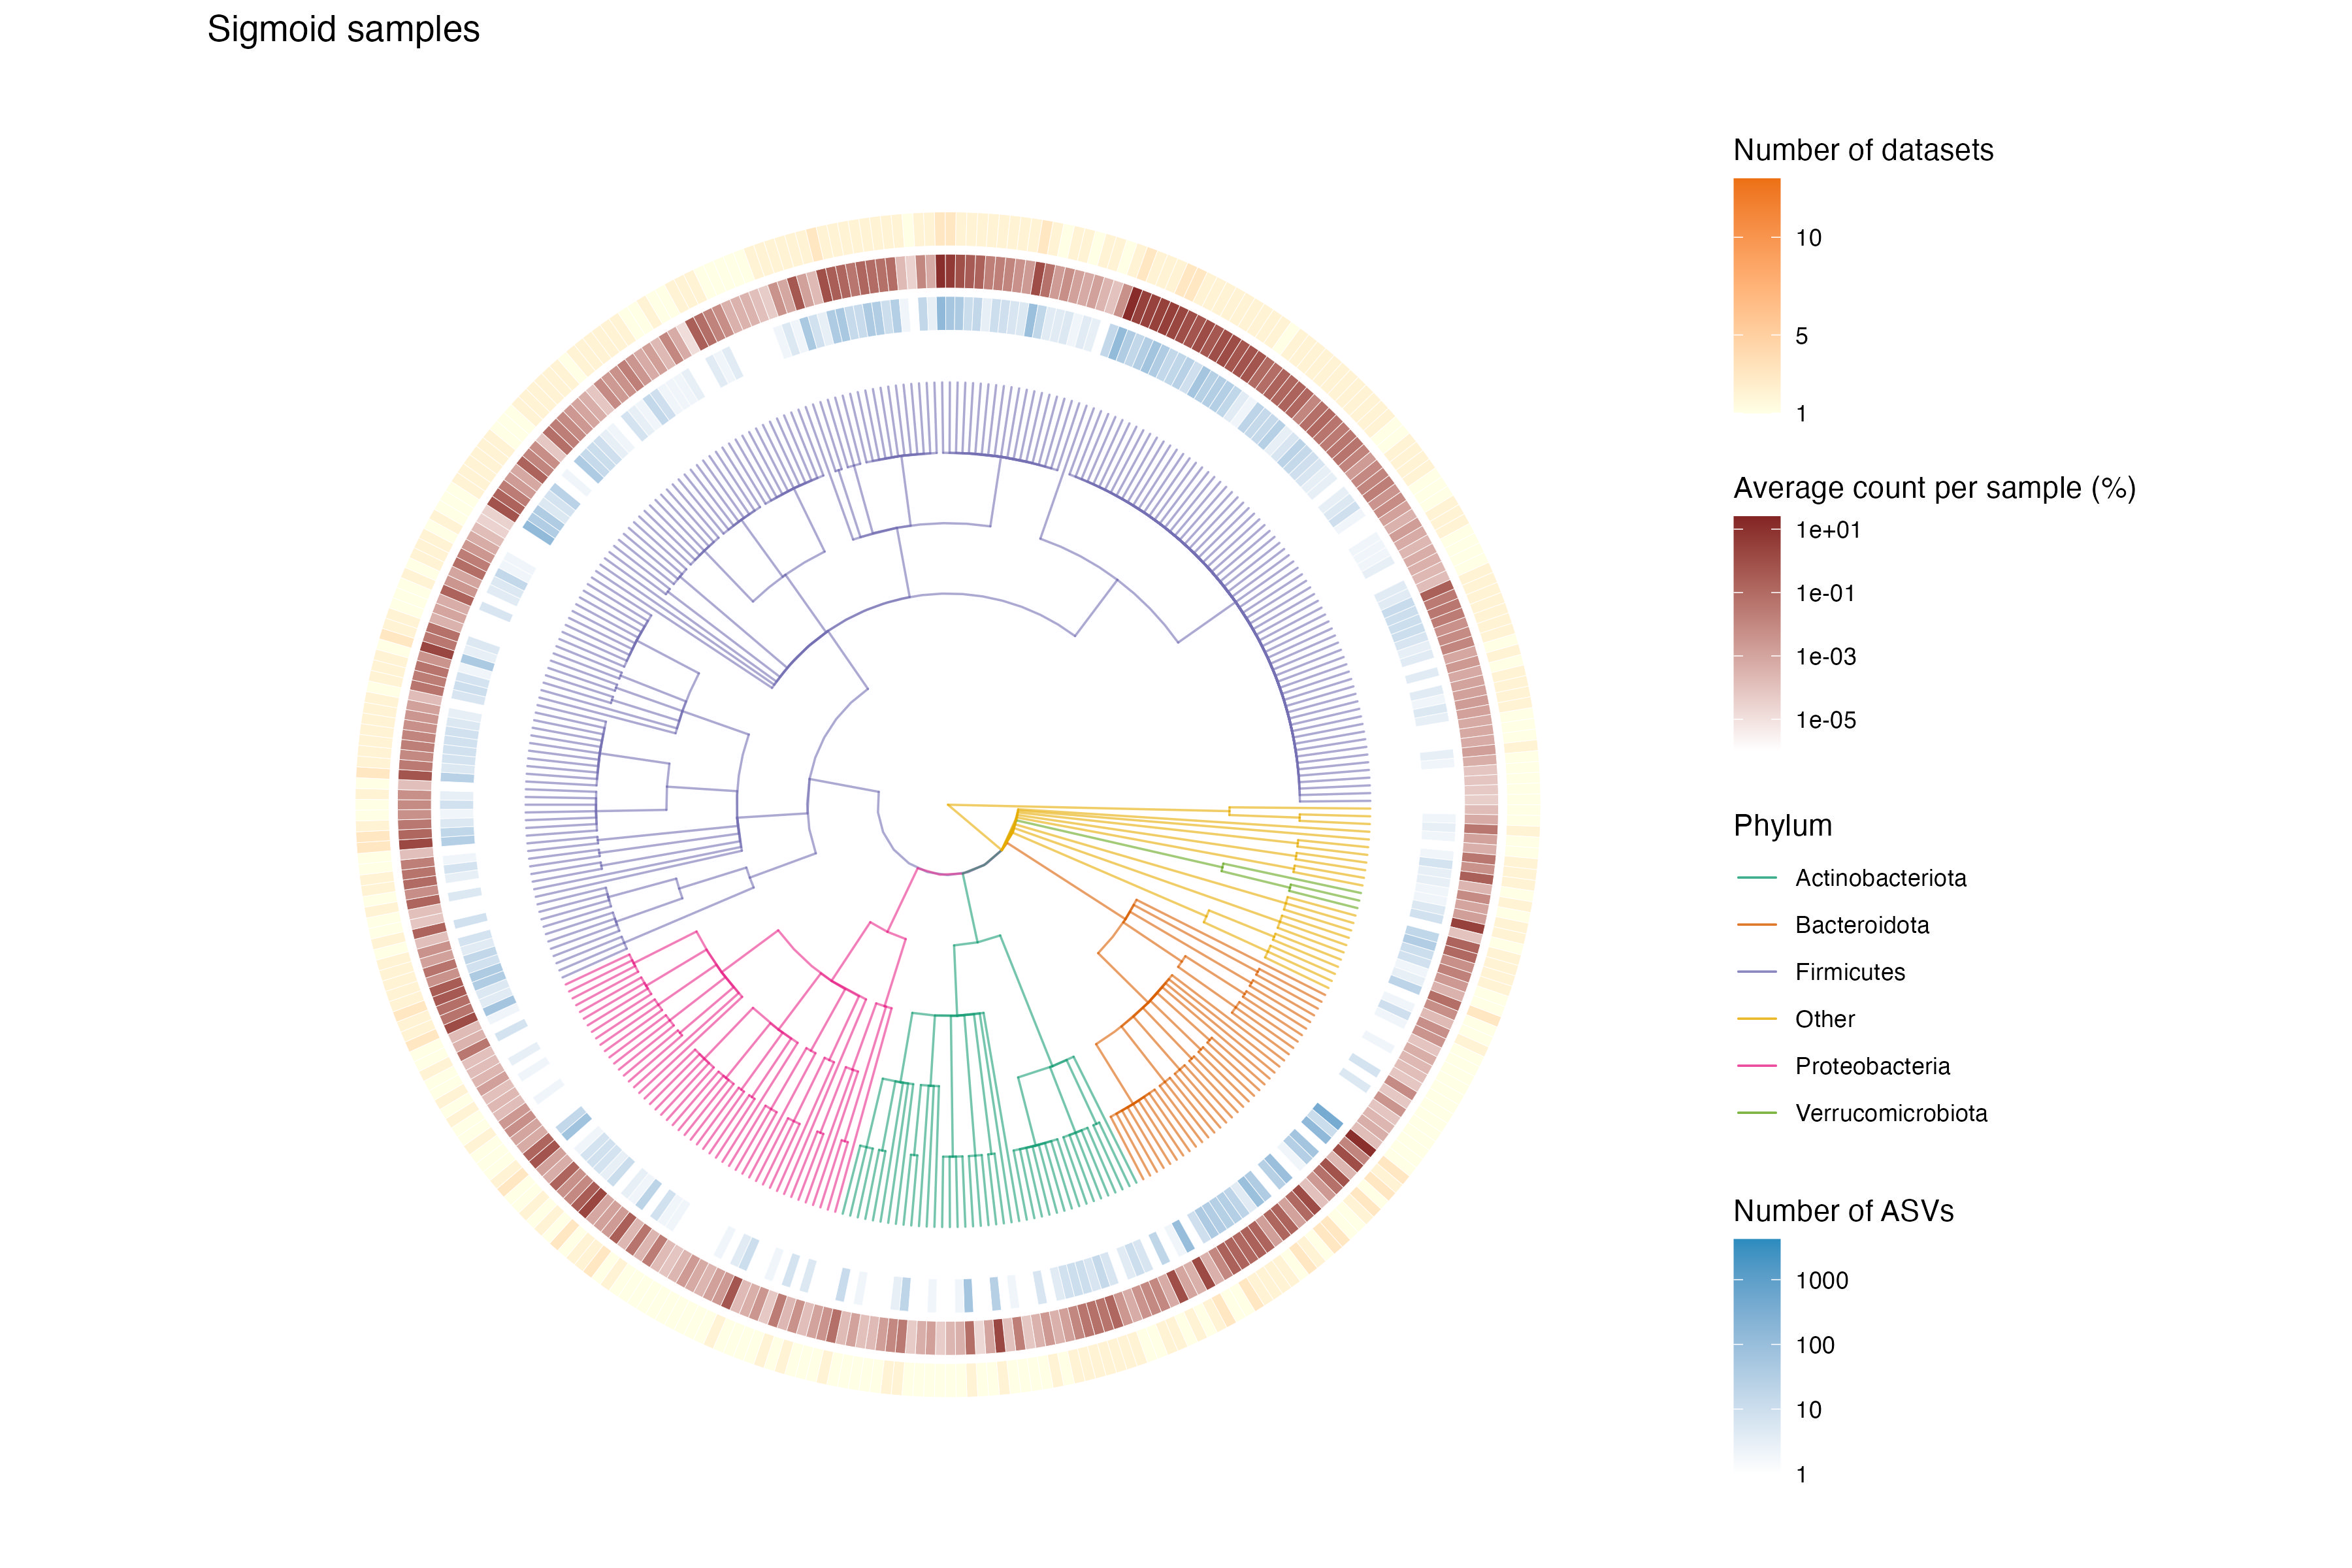 Sigmoid samples
Number of datasets
10
5
1
Average count per sample (%)
1e+01
1e-01
1e-03
1e-05
Phylum
Actinobacteriota
Bacteroidota
Firmicutes
Other
Proteobacteria
Verrucomicrobiota
Number of ASVs
1000
100
10
1